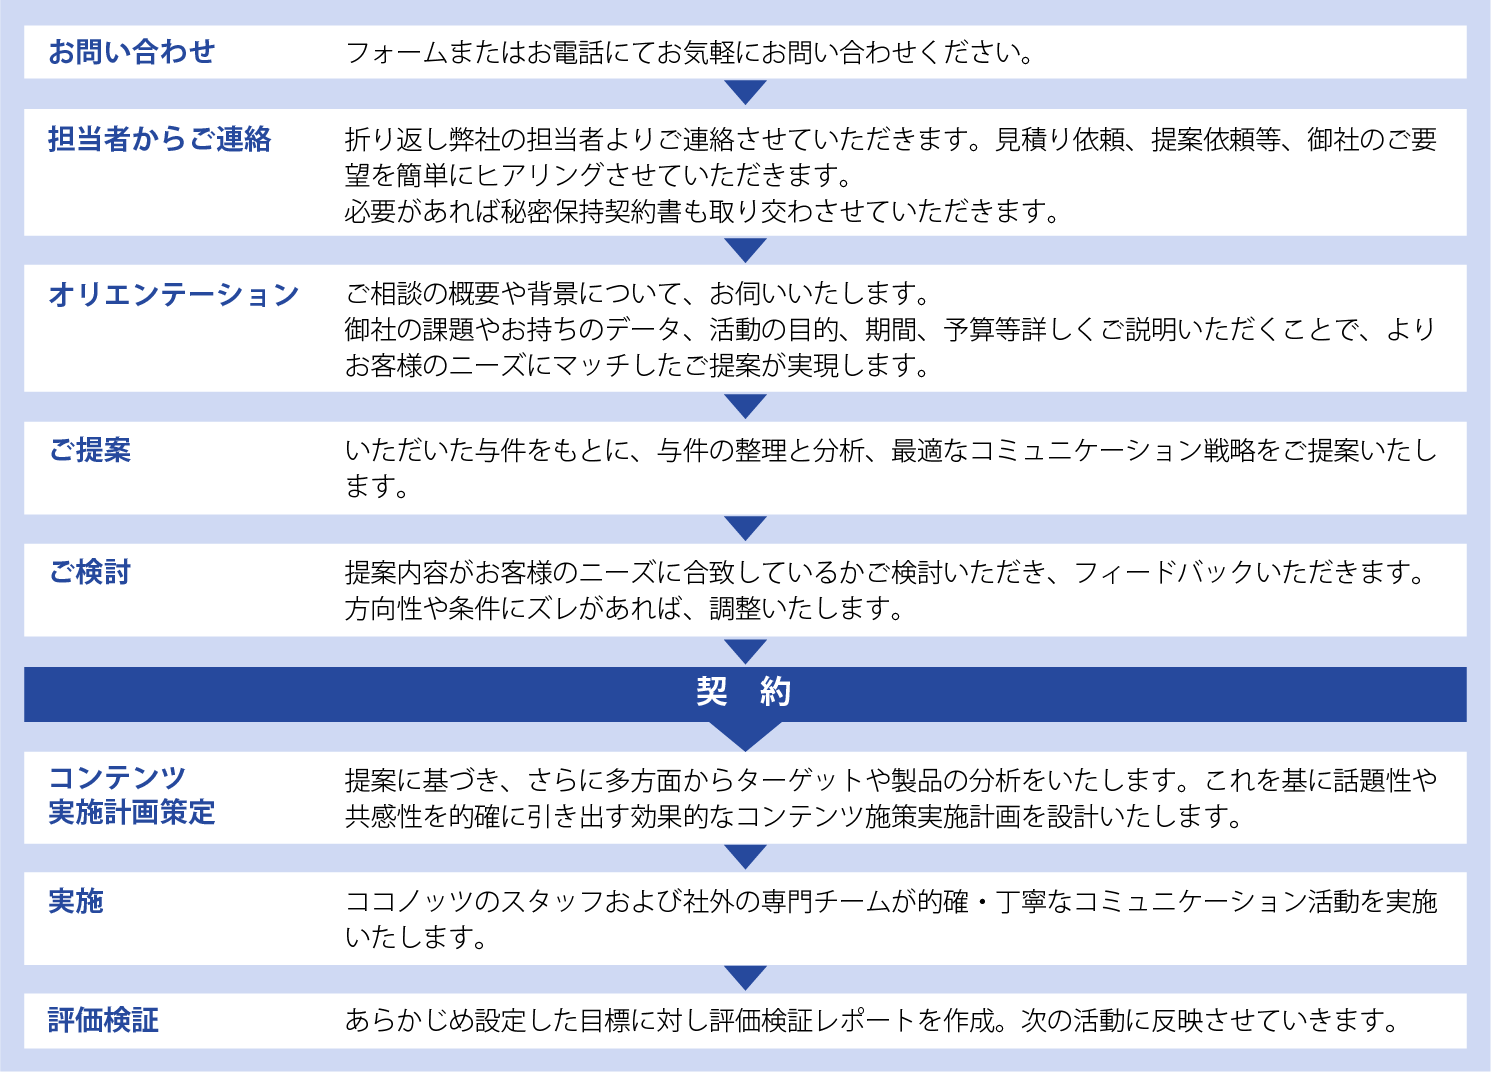 お問い合わせ
フォームまたはお電話にてお気軽にお問い合わせください。
担当者からご連絡
折り返し弊社の担当者よりご連絡させていただきます。見積り依頼、提案依頼等、御社のご要
望を簡単にヒアリングさせていただきます。
必要があれば秘密保持契約書も取り交わさせていただきます。
オリエンテーション
ご相談の概要や背景について、お伺いいたします。
御社の課題やお持ちのデータ、活動の目的、期間、予算等詳しくご説明いただくことで、より
お客様のニーズにマッチしたご提案が実現します。
ご提案
いただいた与件をもとに、与件の整理と分析、最適なコミュニケーション戦略をご提案いたし
ます。
ご検討
提案内容がお客様のニーズに合致しているかご検討いただき、フィードバックいただきます。
方向性や条件にズレがあれば、調整いたします。
契　約
コンテンツ
実施計画策定
提案に基づき、さらに多方面からターゲットや製品の分析をいたします。これを基に話題性や
共感性を的確に引き出す効果的なコンテンツ施策実施計画を設計いたします。
実施
ココノッツのスタッフおよび社外の専門チームが的確・丁寧なコミュニケーション活動を実施
いたします。
評価検証
あらかじめ設定した目標に対し評価検証レポートを作成。次の活動に反映させていきます。